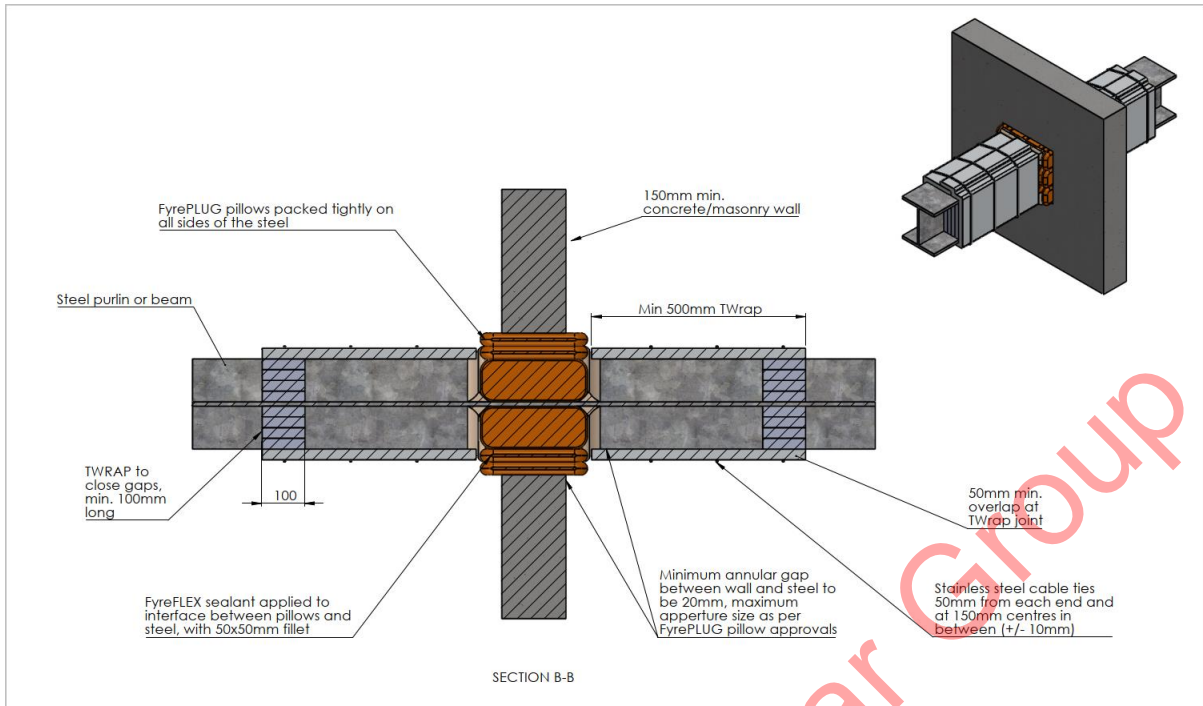 FyrePLUG pillows packed tightly on
all sides of the steel
150mm min.
concrete/masonry wall
Steel purlin or beam
Min 500mm TWrap
TWRAP to
close gaps,
min. 100mm
long
100
50mm min.
overlap at
TWrap joint
FyreFLEX sealant applied to
interface between pillows and
steel, with 50x50mm fillet
Minimum annular gap
between wall and steel to
be 20mm, maximum
apperture size as per
FyrePLUG pillow approvals
Stainless steel cable ties
50mm from each end and
at 150mm centres in
between (+/- 10mm)
SECTION B-B
ar Group